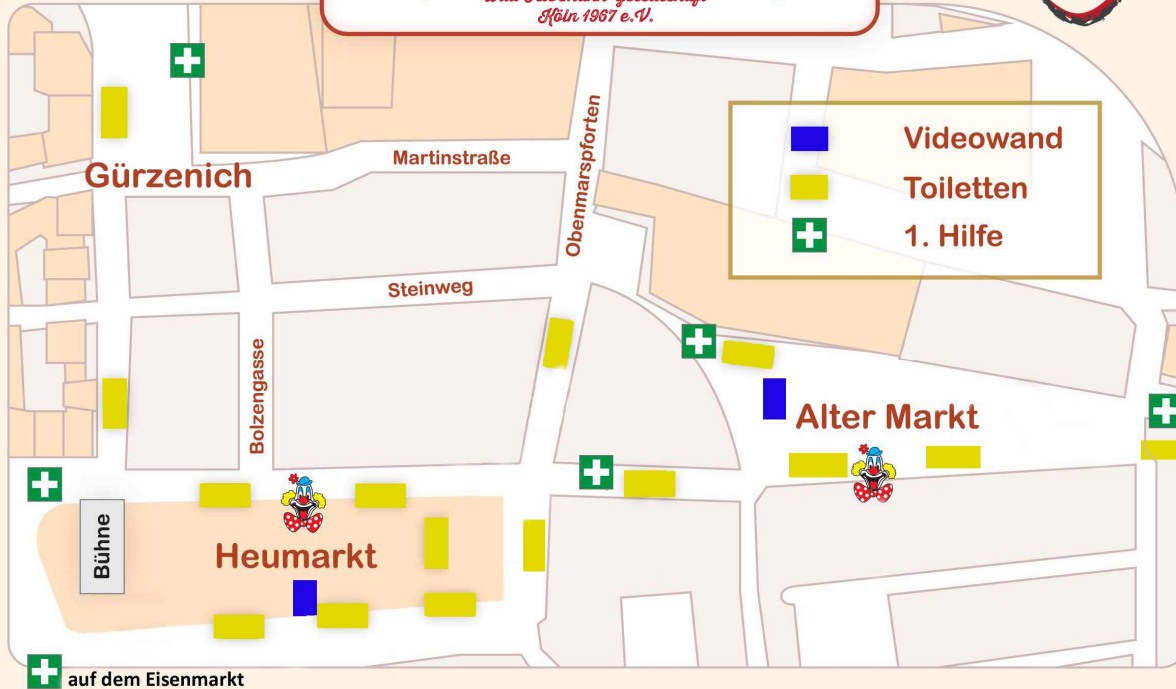 Köln 1967 e.V.
Martinstraße
Obenmarspforten
Videowand
Toiletten
1. Hilfe
Gürzenich
Steinweg
Bolzengasse
Alter Markt
Bühne
Heumarkt
auf dem Eisenmarkt